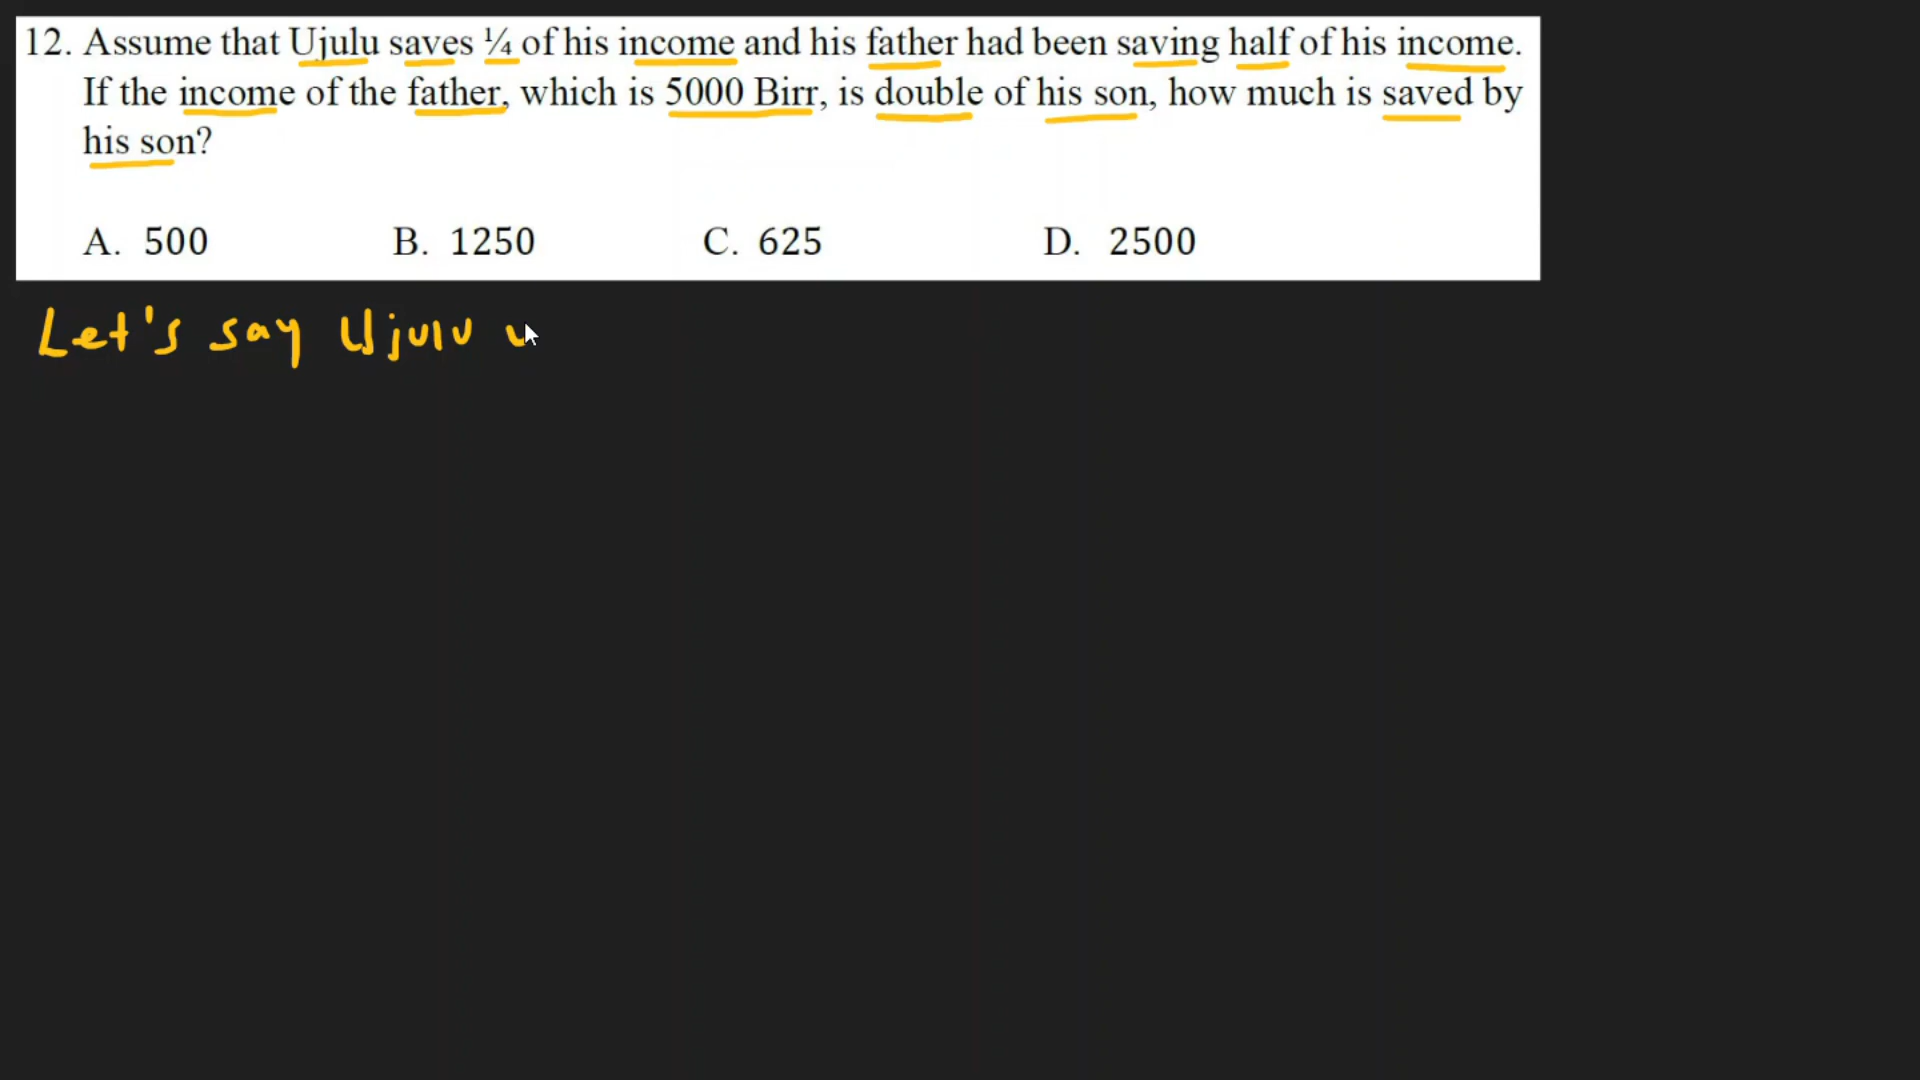 12. Assume that Ujulu saves ¼ of his income and his father had been saving half of his income.
If the income of the father, which is 5000 Birr, is double of his son, how much is saved by
his son?
A. 500 B. 1250 C. 625 D. 2500
Let's say Ujulu